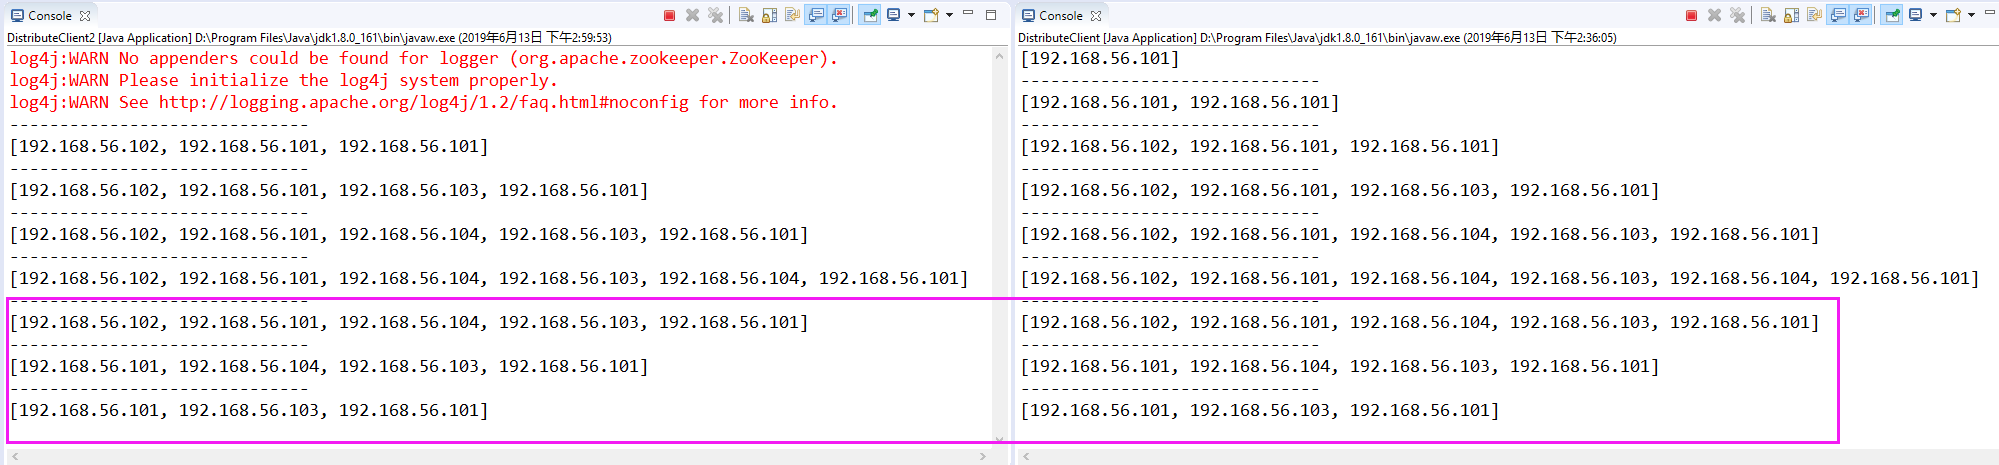 Console
DistributeClient2 [Java Application] D:\Program Files\Java\jdk1.8.0_161\bin\javaw.exe (2019年6月13日 下午2:59:53)
log4j:WARN No appenders could be found for logger (org.apache.zookeeper.ZooKeeper).
log4j:WARN Please initialize the log4j system properly.
log4j:WARN See http://logging.apache.org/log4j/1.2/faq.html#noconfig for more info.
------------------------------
[192.168.56.102, 192.168.56.101, 192.168.56.101]
------------------------------
[192.168.56.102, 192.168.56.101, 192.168.56.103, 192.168.56.101]
------------------------------
[192.168.56.102, 192.168.56.101, 192.168.56.104, 192.168.56.103, 192.168.56.101]
------------------------------
[192.168.56.102, 192.168.56.101, 192.168.56.104, 192.168.56.103, 192.168.56.104, 192.168.56.101]
------------------------------
[192.168.56.102, 192.168.56.101, 192.168.56.104, 192.168.56.103, 192.168.56.101]
------------------------------
[192.168.56.101, 192.168.56.104, 192.168.56.103, 192.168.56.101]
------------------------------
[192.168.56.101, 192.168.56.103, 192.168.56.101]
Console
DistributeClient [Java Application] D:\Program Files\Java\jdk1.8.0_161\bin\javaw.exe (2019年6月13日 下午2:36:05)
[192.168.56.101]
------------------------------
[192.168.56.101, 192.168.56.101]
------------------------------
[192.168.56.102, 192.168.56.101, 192.168.56.101]
------------------------------
[192.168.56.102, 192.168.56.101, 192.168.56.103, 192.168.56.101]
------------------------------
[192.168.56.102, 192.168.56.101, 192.168.56.104, 192.168.56.103, 192.168.56.101]
------------------------------
[192.168.56.102, 192.168.56.101, 192.168.56.104, 192.168.56.103, 192.168.56.104, 192.168.56.101]
------------------------------
[192.168.56.102, 192.168.56.101, 192.168.56.104, 192.168.56.103, 192.168.56.101]
------------------------------
[192.168.56.101, 192.168.56.104, 192.168.56.103, 192.168.56.101]
------------------------------
[192.168.56.101, 192.168.56.103, 192.168.56.101]